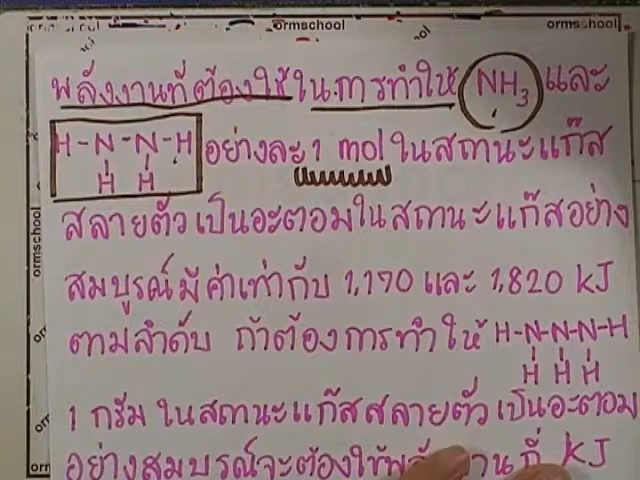 ormschool
ormschool
พลังงานที่ต้องใช้ในการทำให้ NH3 และ
H-N-N-H อย่างละ 1 mol ในสถานะแก๊ส
H H
สลายตัวเป็นอะตอมในสถานะแก๊สอย่าง
สมบูรณ์มีค่าเท่ากับ 1,170 และ 1,820 KJ
ตามลำดับ ถ้าต้องการทำให้ H-N-N-N-H
H H H
1 กรัม ในสถานะแก๊สสลายตัวเป็นอะตอม
อย่างสมบูรณ์จะต้องใช้พลังงานกี่ KJ
ormschool
ormschool